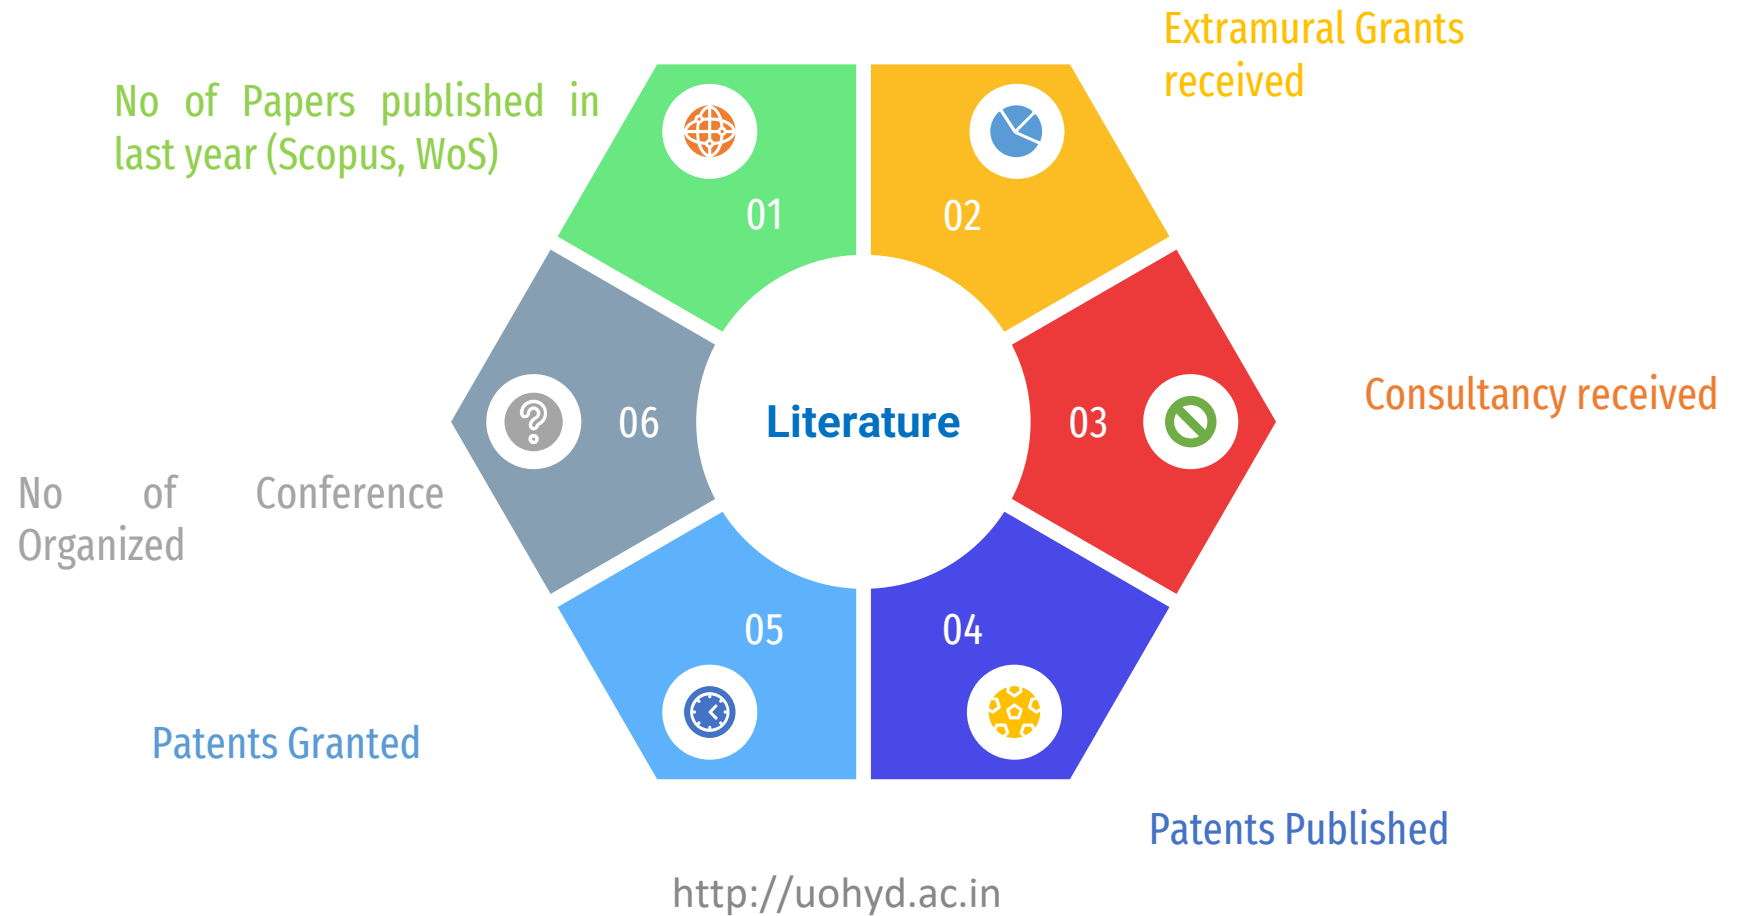 Extramural Grants
received
No of Papers published in
last year (Scopus, WoS)
01
02
Consultancy received
Literature
06
03
No of Conference
Organized
05
04
Patents Granted
Patents Published
http://uohyd.ac.in